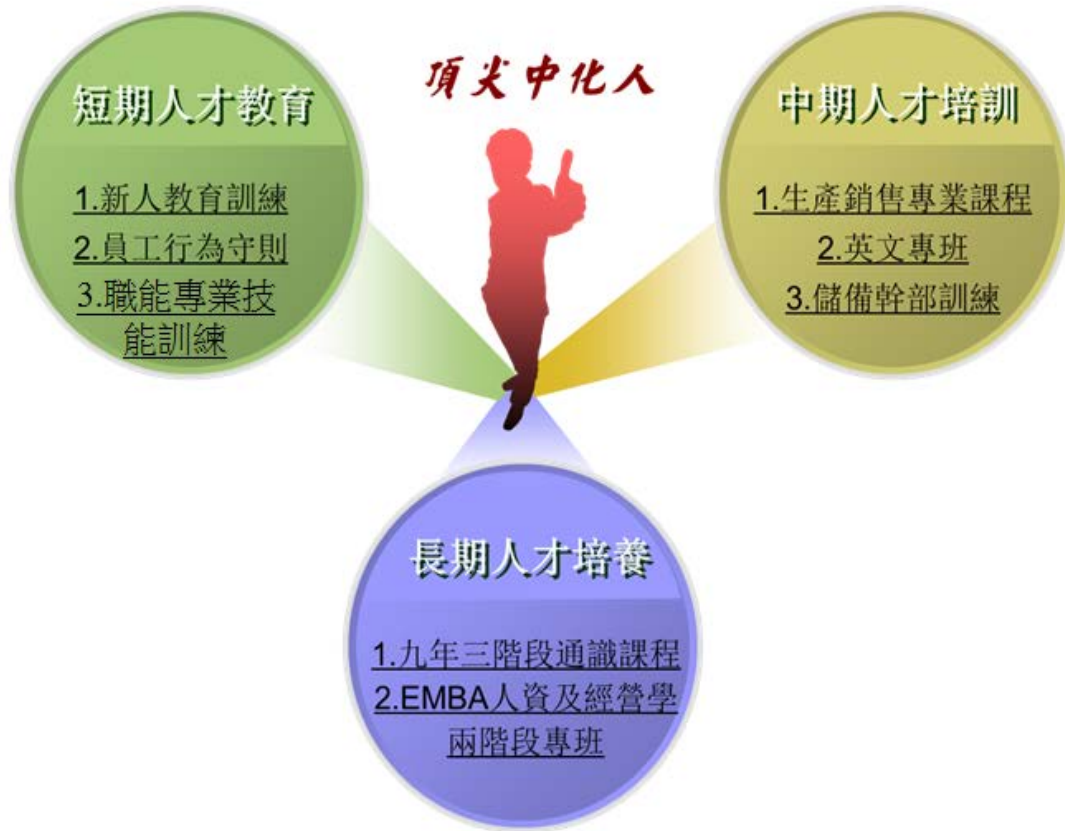 頂尖中化人
短期人才教育
1.新人教育訓練
2.員工行為守則
3.職能專業技
能訓練
中期人才培訓
1.生產銷售專業課程
2.英文專班
3.儲備幹部訓練
長期人才培養
1.九年三階段通識課程
2.EMBA人資及經營學
兩階段專班